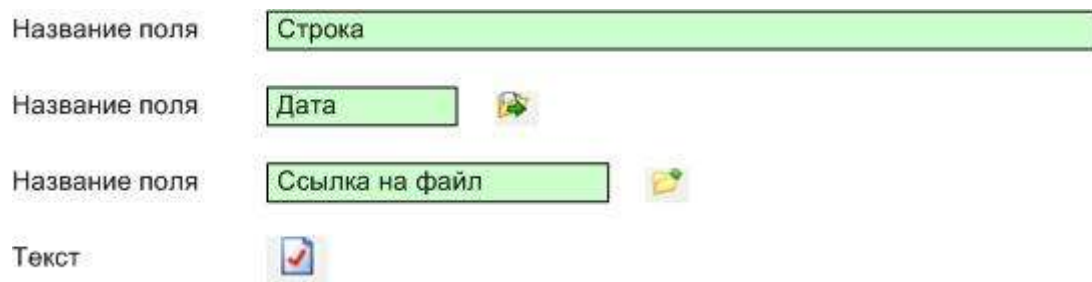 Название поля Строка
Название поля Дата
Название поля Ссылка на файл
Текст